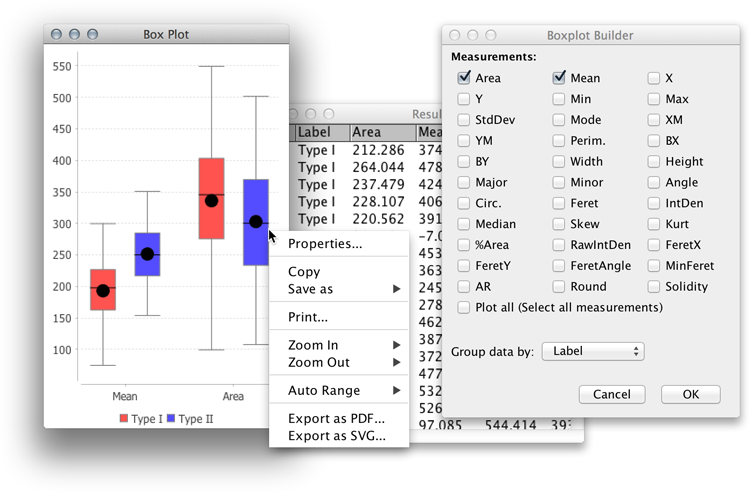 Box Plot
550
500
450
400
350
300
250
200
150
100
Mean Area
Type I Type II
Label Area
Type I 212.286 374
Type I 264.044 478
Type I 237.479 424
Type I 228.107 406
Type I 220.562 391
-7.0
453
363
245
278
462
387
372
477
532
526
97.085 544.414
Properties...
Copy
Save as
Print...
Zoom In
Zoom Out
Auto Range
Export as PDF...
Export as SVG...
Boxplot Builder
Measurements:
Area Mean X
Y Min Max
StdDev Mode XM
YM Perim. BX
BY Width Height
Major Minor Angle
Circ. Feret IntDen
Median Skew Kurt
%Area RawIntDen FeretX
FeretY FeretAngle MinFeret
AR Round Solidity
Plot all (Select all measurements)
Group data by: Label
Cancel OK